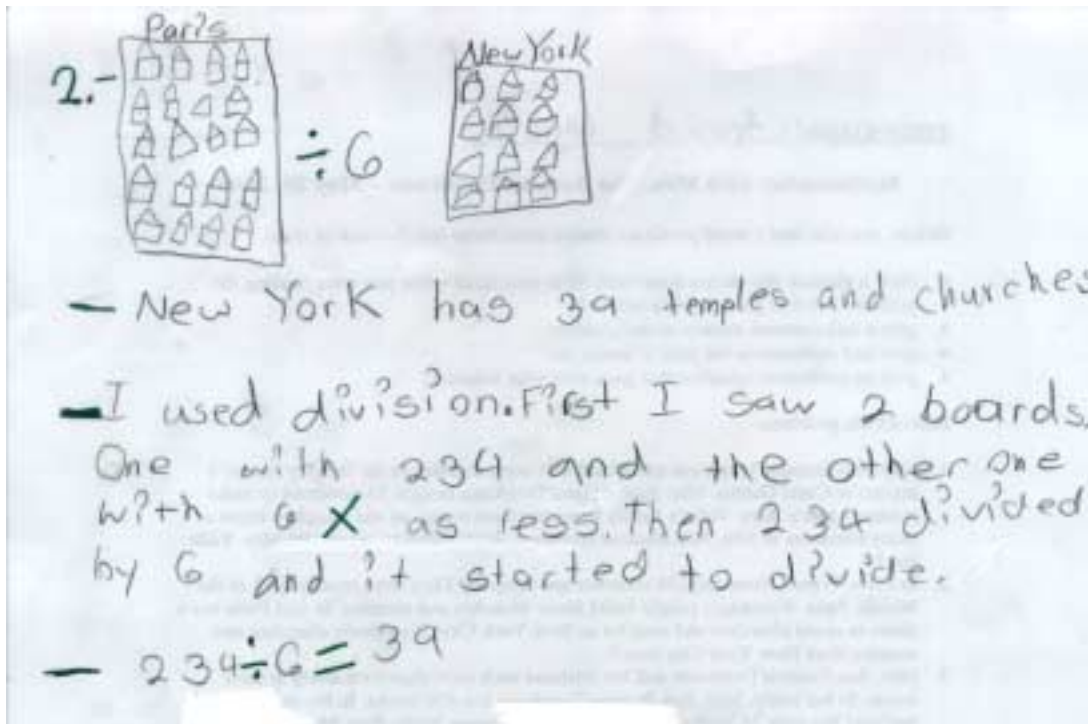 Paris
New York
2.-
÷ 6
- New York has 39 temples and churches
- I used division. First I saw 2 boards.
One with 234 and the other one
with 6 X as less. Then 234 divided
by 6 and it started to divide.
- 234÷6=39